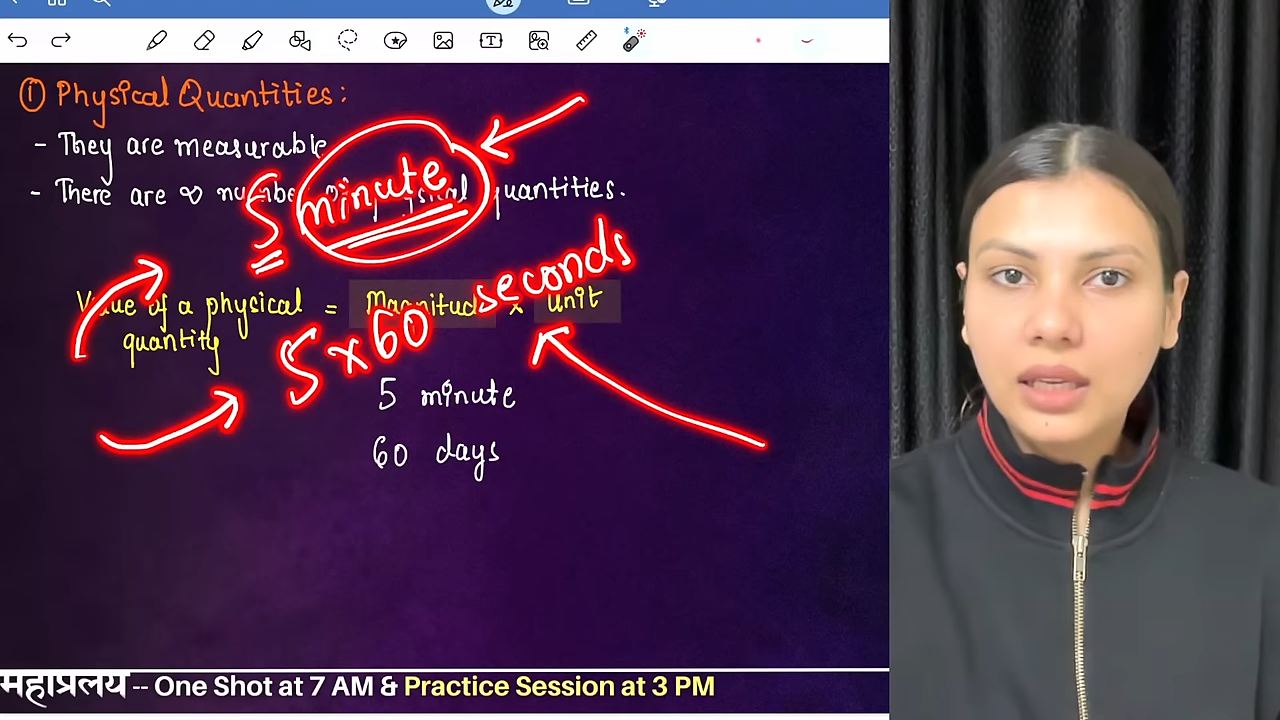 ① Physical Quantities:
- They are measurable
- There are ∞ number of physical quantities.
5 minute
Value of a physical quantity = Magnitude × unit
5 × 60 seconds
5 minute
60 days
महाप्रलय -- One Shot at 7 AM & Practice Session at 3 PM